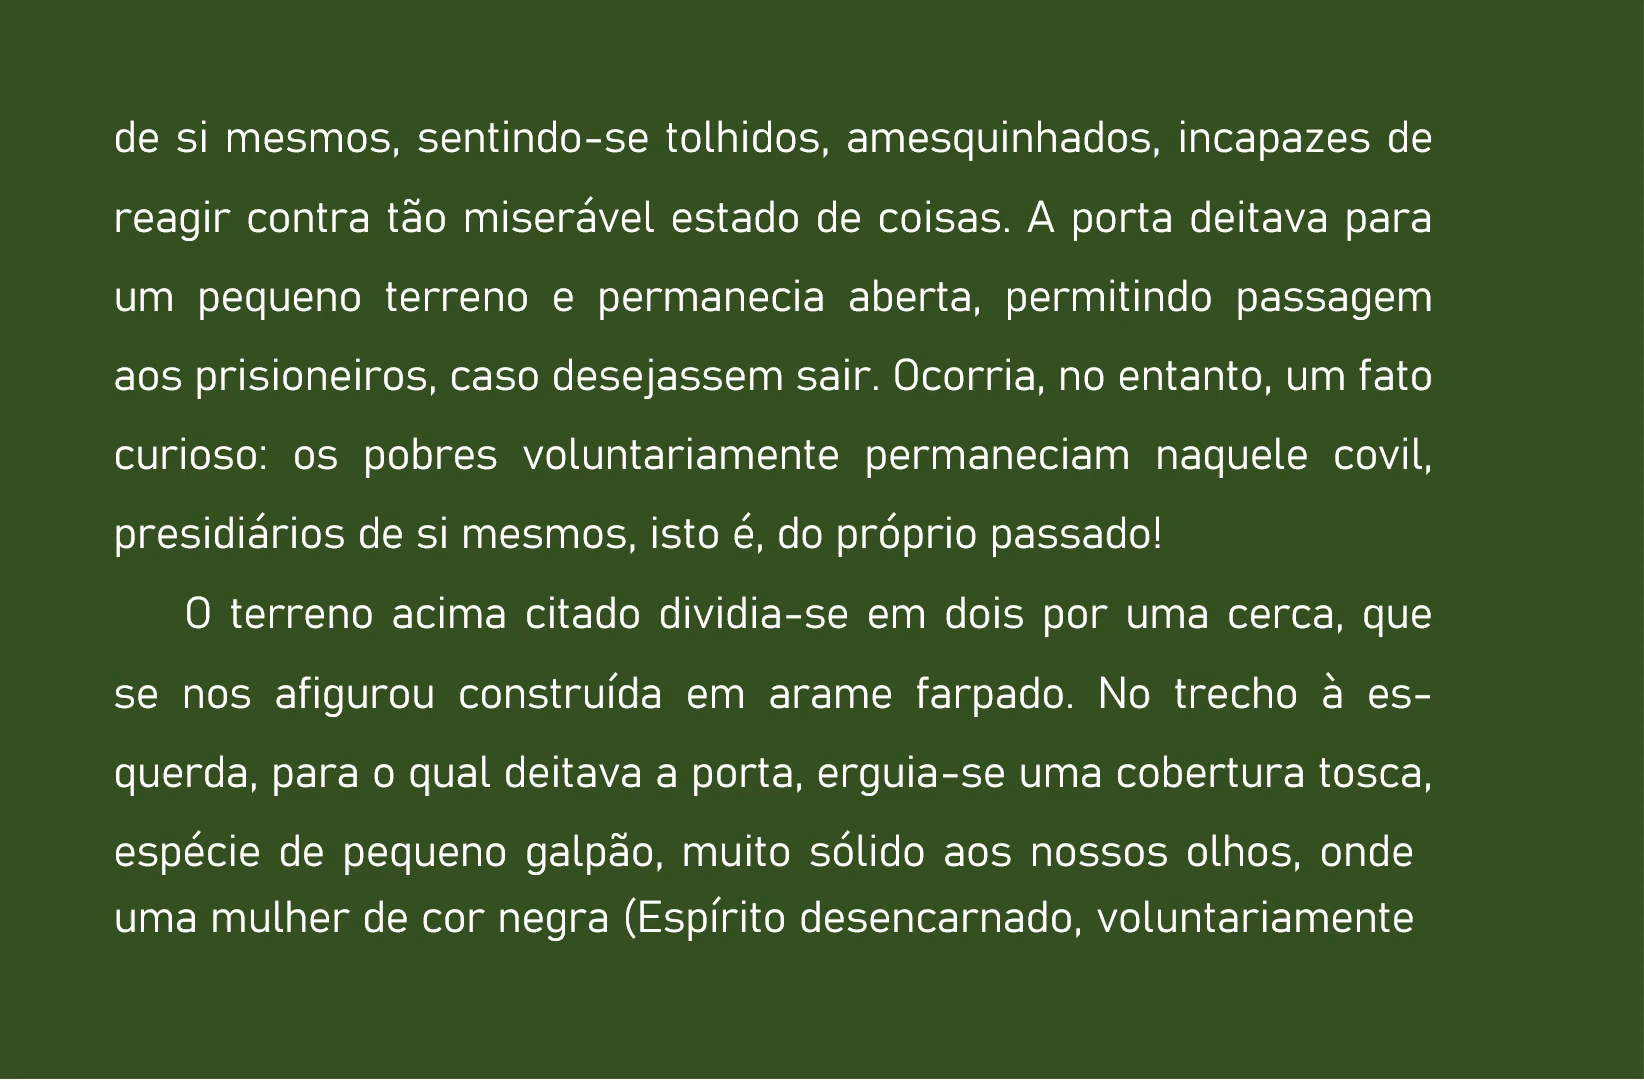 de si mesmos, sentindo-se tolhidos, amesquinhados, incapazes de
reagir contra tão miserável estado de coisas. A porta deitava para
um pequeno terreno e permanecia aberta, permitindo passagem
aos prisioneiros, caso desejassem sair. Ocorria, no entanto, um fato
curioso: os pobres voluntariamente permaneciam naquele covil,
presidiários de si mesmos, isto é, do próprio passado!
O terreno acima citado dividia-se em dois por uma cerca, que
se nos afigurou construída em arame farpado. No trecho à es-
querda, para o qual deitava a porta, erguia-se uma cobertura tosca,
espécie de pequeno galpão, muito sólido aos nossos olhos, onde
uma mulher de cor negra (Espírito desencarnado, voluntariamente